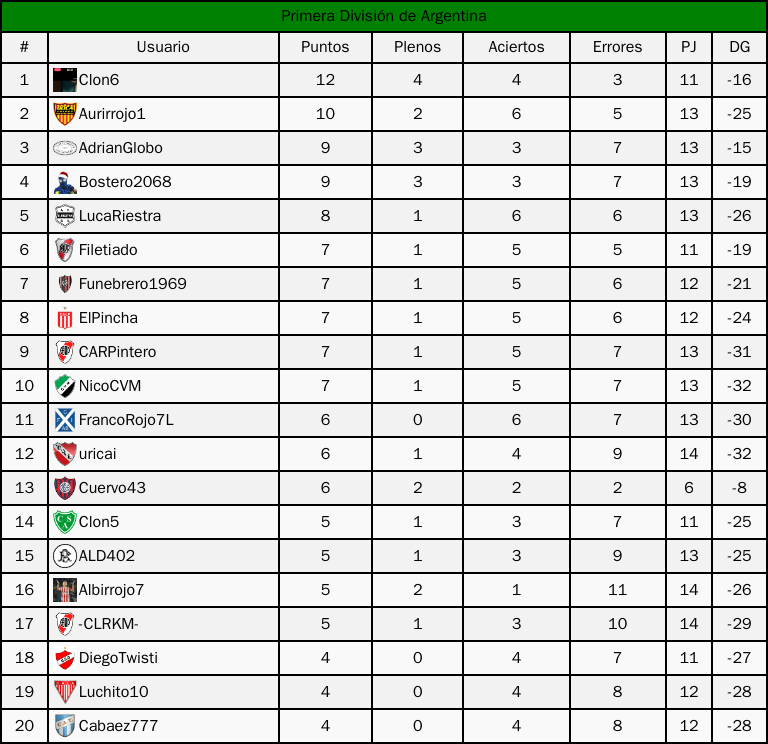 Primera División de Argentina
# Usuario Puntos Plenos Aciertos Errores PJ DG
1 Clon6 12 4 4 3 11 -16
2 Aurirrojo1 10 2 6 5 13 -25
3 AdrianGlobo 9 3 3 7 13 -15
4 Bostero2068 9 3 3 7 13 -19
5 LucaRiestra 8 1 6 6 13 -26
6 Filetiado 7 1 5 5 11 -19
7 Funebrero1969 7 1 5 6 12 -21
8 ElPincha 7 1 5 6 12 -24
9 CARPintero 7 1 5 7 13 -31
10 NicoCVM 7 1 5 7 13 -32
11 FrancoRojo7L 6 0 6 7 13 -30
12 uricai 6 1 4 9 14 -32
13 Cuervo43 6 2 2 2 6 -8
14 Clon5 5 1 3 7 11 -25
15 ALD402 5 1 3 9 13 -25
16 Albirrojo7 5 2 1 11 14 -26
17 -CLRKM- 5 1 3 10 14 -29
18 DiegoTwisti 4 0 4 7 11 -27
19 Luchito10 4 0 4 8 12 -28
20 Cabaez777 4 0 4 8 12 -28